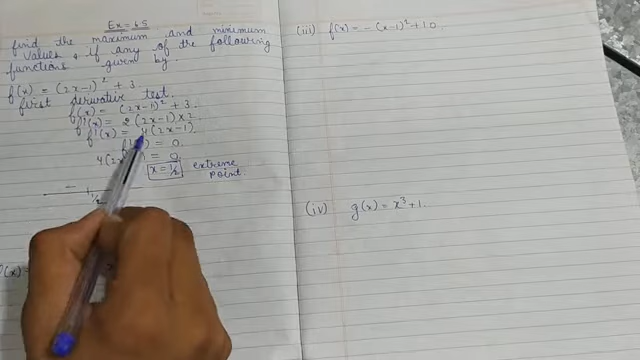 Ex = 6.5
find the maximum and minimum
values, if any of the following
functions given by.
f(x) = (2x-1)² + 3
first derivative test.
f(x) = (2x-1)² + 3.
f'(x) = 2(2x-1)×2
f'(x) = 4(2x-1).
= 0.
4(2x = 0
x = 1/2 extreme
point.
- 1/2
(x) =
(iii) f(x) = -(x-1)² + 10.
(iv) g(x) = x³ + 1.